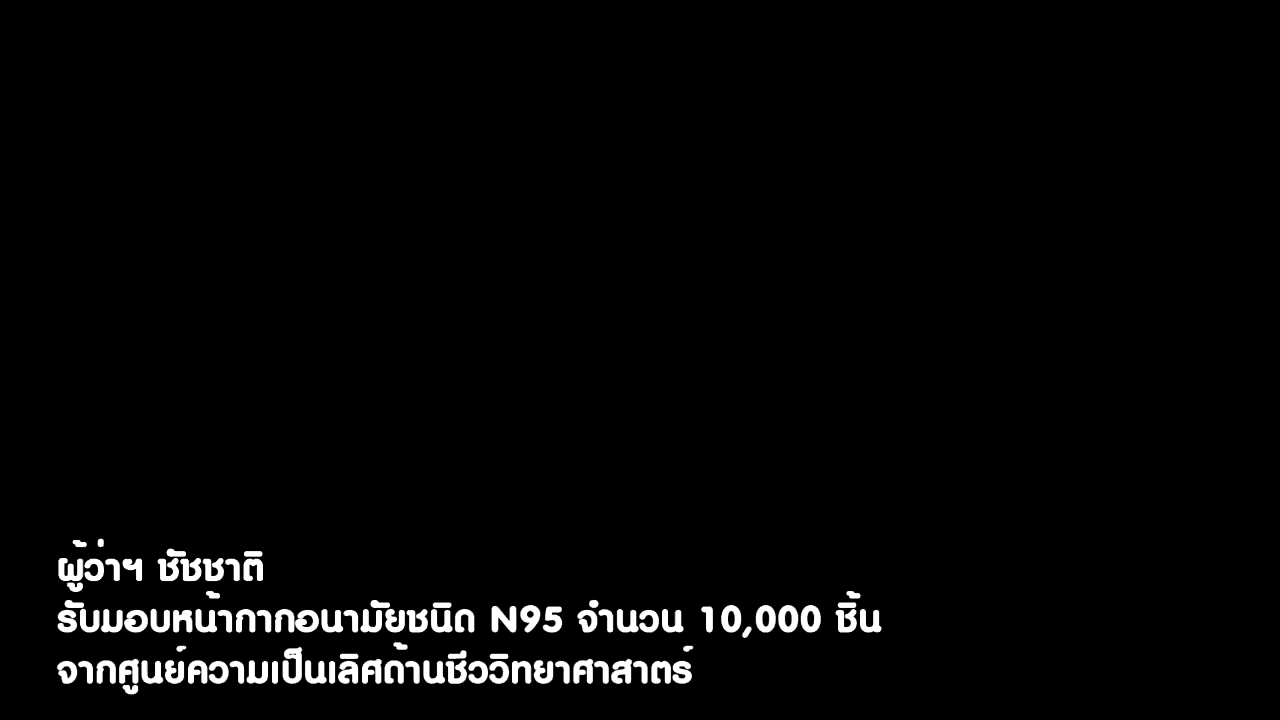 ผู้ว่าฯ ชัชชาติ
รับมอบหน้ากากอนามัยชนิด N95 จำนวน 10,000 ชิ้น
จากศูนย์ความเป็นเลิศด้านชีววิทยาศาสาตร์